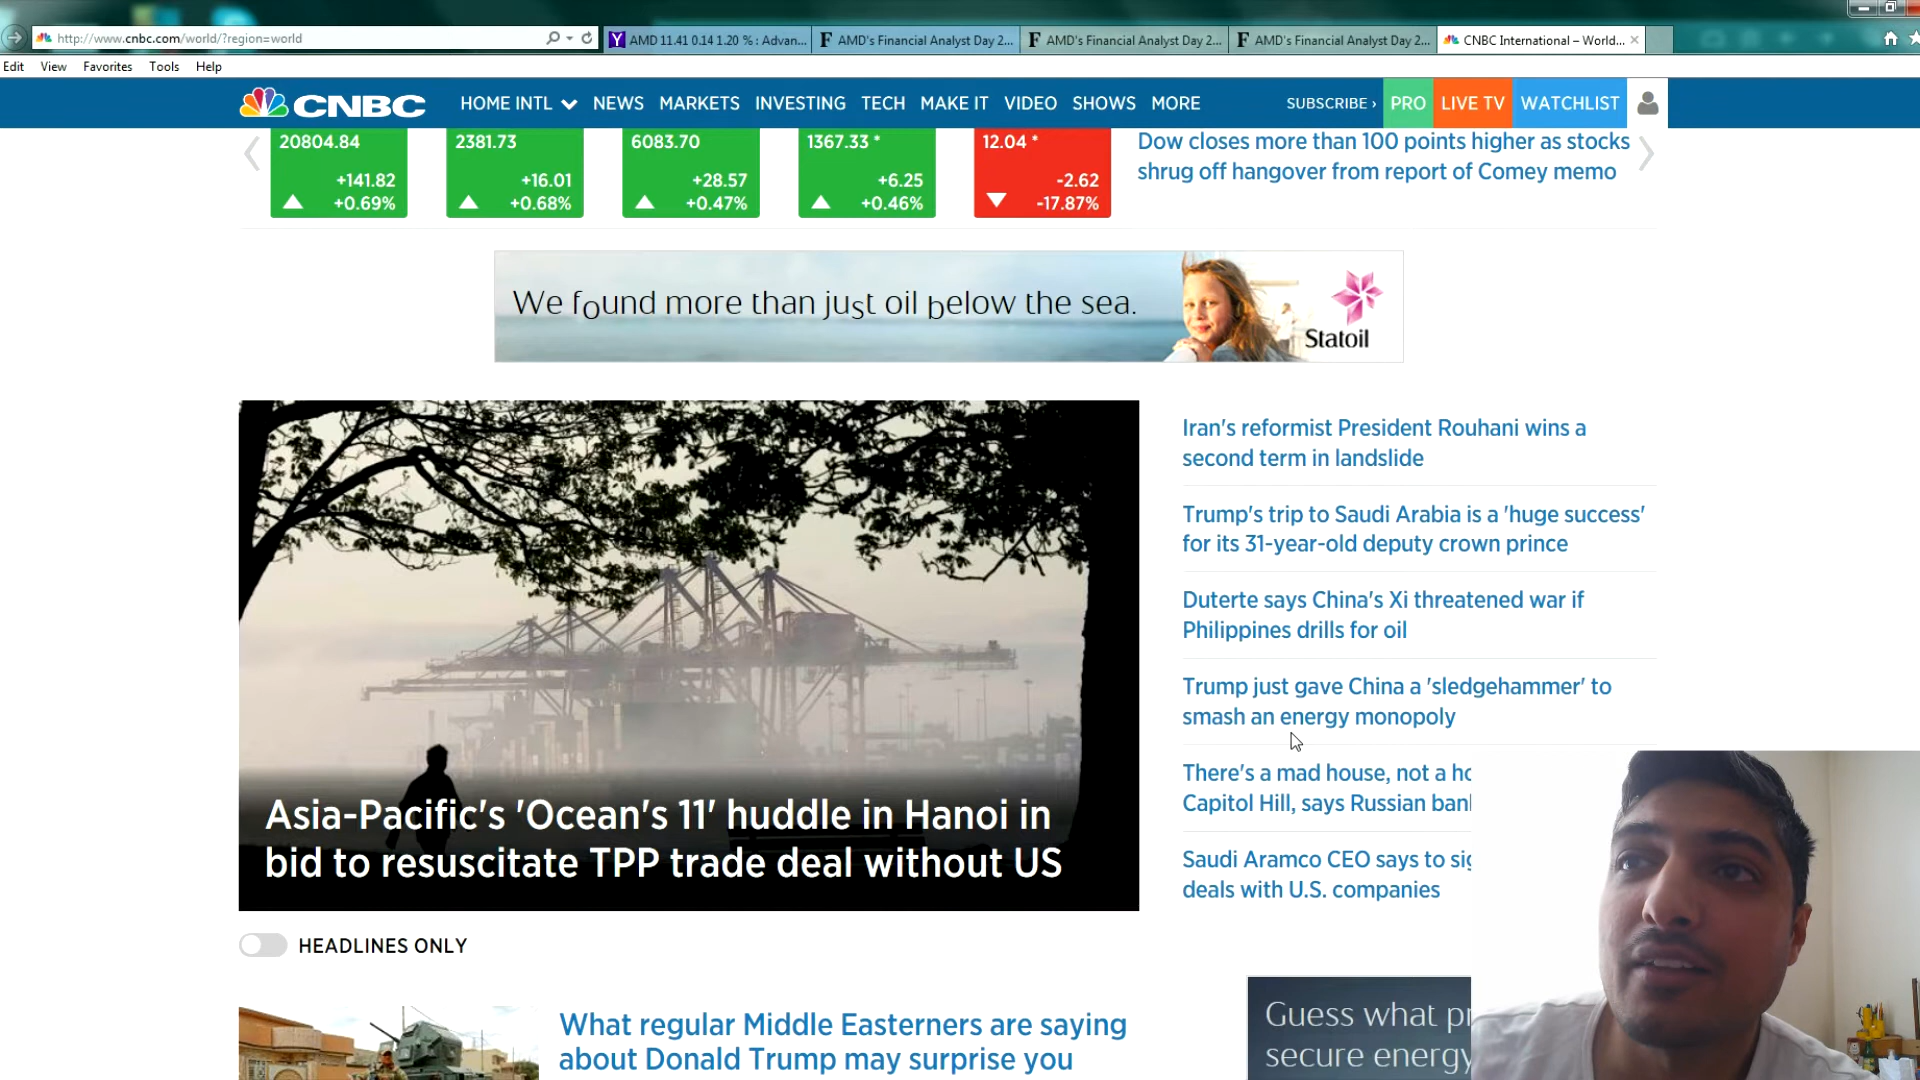 http://www.cnbc.com/world/?region=world
AMD 11.41 0.14 1.20 % : Advan...
AMD's Financial Analyst Day 2...
AMD's Financial Analyst Day 2...
AMD's Financial Analyst Day 2...
CNBC International – World...
Edit View Favorites Tools Help
CNBC
HOME INTL NEWS MARKETS INVESTING TECH MAKE IT VIDEO SHOWS MORE
SUBSCRIBE › PRO LIVE TV WATCHLIST
20804.84
+141.82
+0.69%
2381.73
+16.01
+0.68%
6083.70
+28.57
+0.47%
1367.33 *
+6.25
+0.46%
12.04 *
-2.62
-17.87%
Dow closes more than 100 points higher as stocks
shrug off hangover from report of Comey memo
We found more than just oil below the sea.
Statoil
Asia-Pacific's 'Ocean's 11' huddle in Hanoi in
bid to resuscitate TPP trade deal without US
Iran's reformist President Rouhani wins a
second term in landslide
Trump's trip to Saudi Arabia is a 'huge success'
for its 31-year-old deputy crown prince
Duterte says China's Xi threatened war if
Philippines drills for oil
Trump just gave China a 'sledgehammer' to
smash an energy monopoly
There's a mad house, not a
Capitol Hill, says Russian
Saudi Aramco CEO says to
deals with U.S. companies
HEADLINES ONLY
What regular Middle Easterners are saying
about Donald Trump may surprise you
Guess what
secure energy